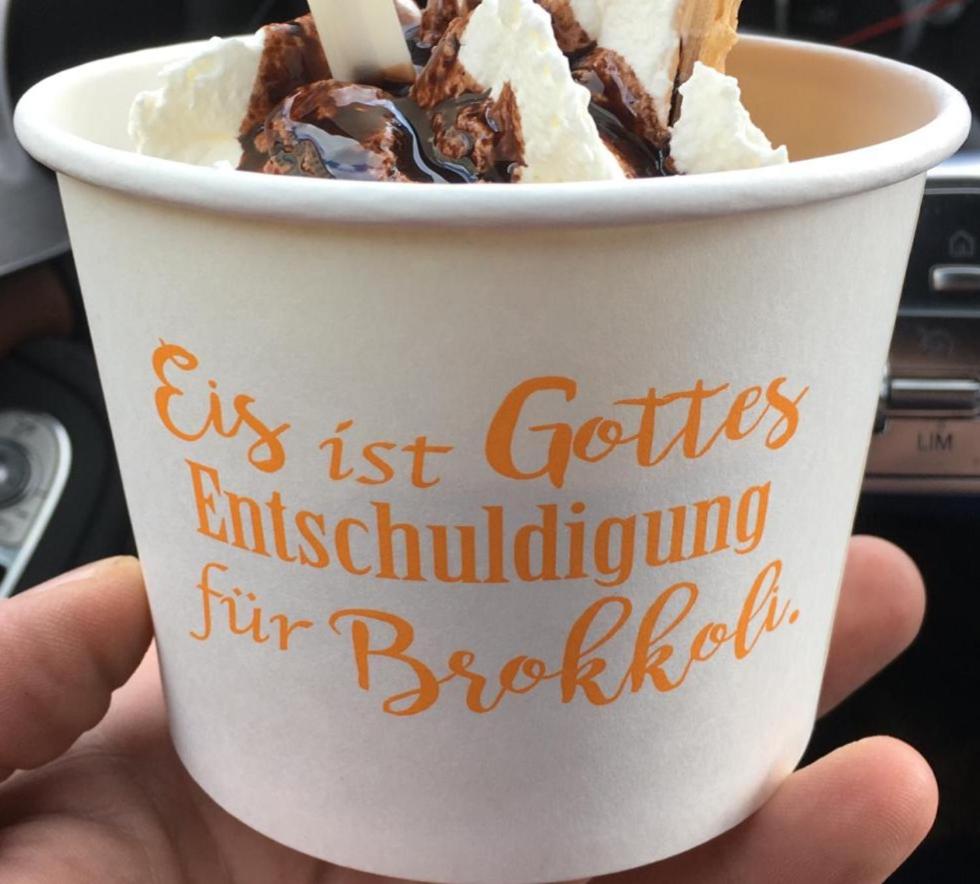 Eis ist Gottes
Entschuldigung
für Brokkoli.
LIM